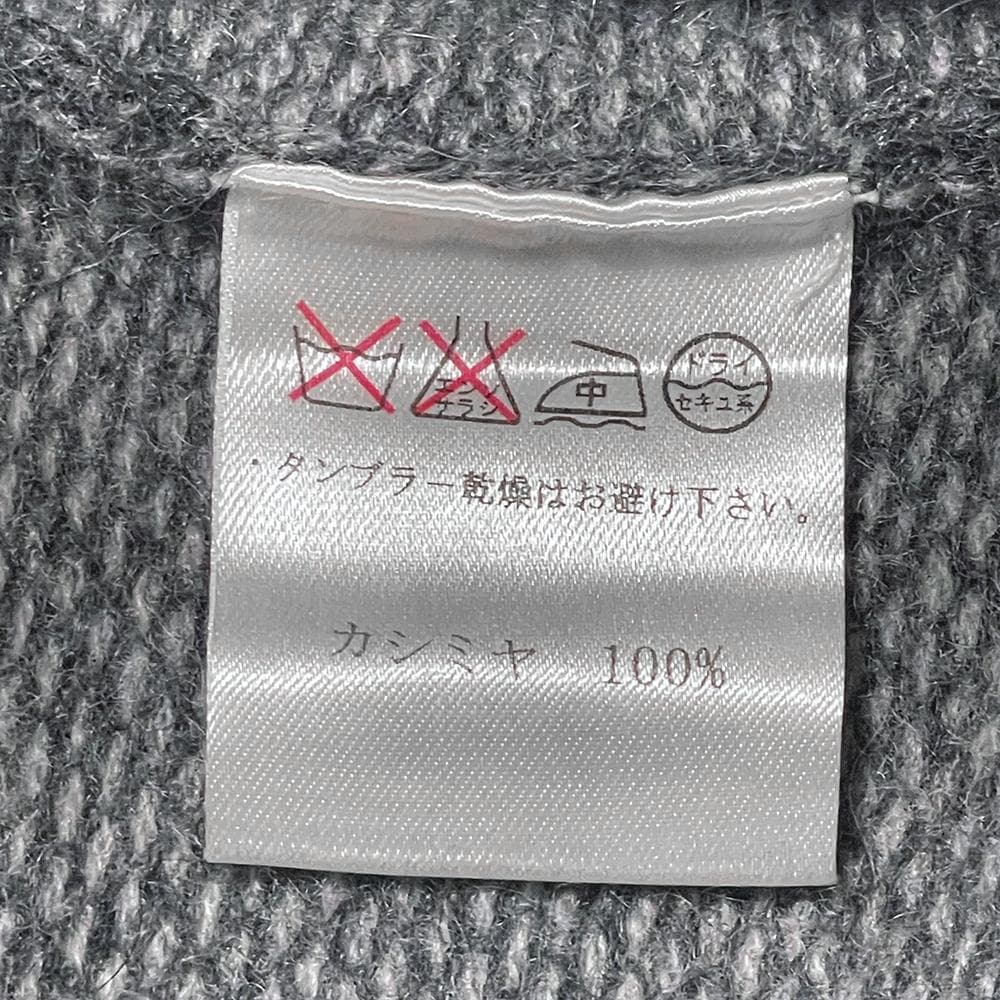 エンソ サラシ 中 ドライ セキユ系
・タンブラー乾燥はお避け下さい。
カシミヤ 100%